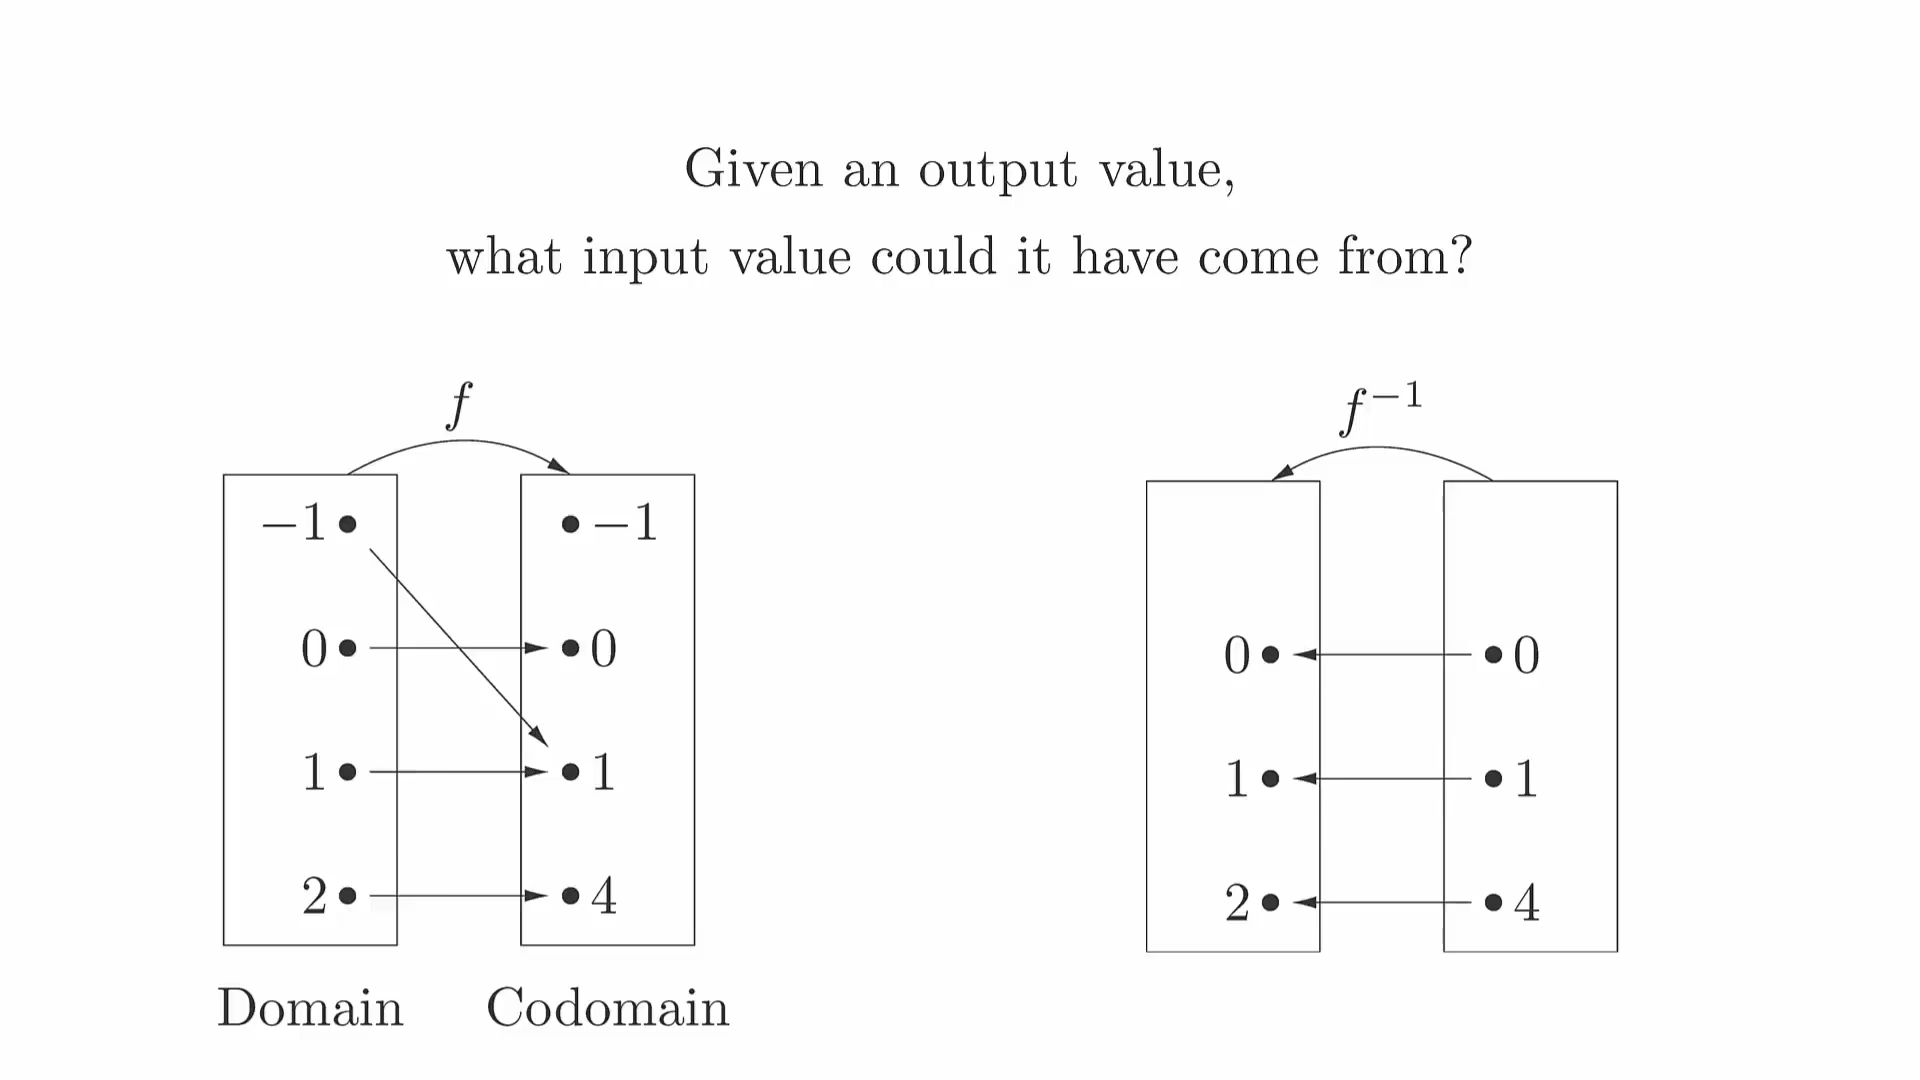 Given an output value,
what input value could it have come from?
f
−1 −1
0 0
1 1
2 4
Domain Codomain
f⁻¹
0 0
1 1
2 4